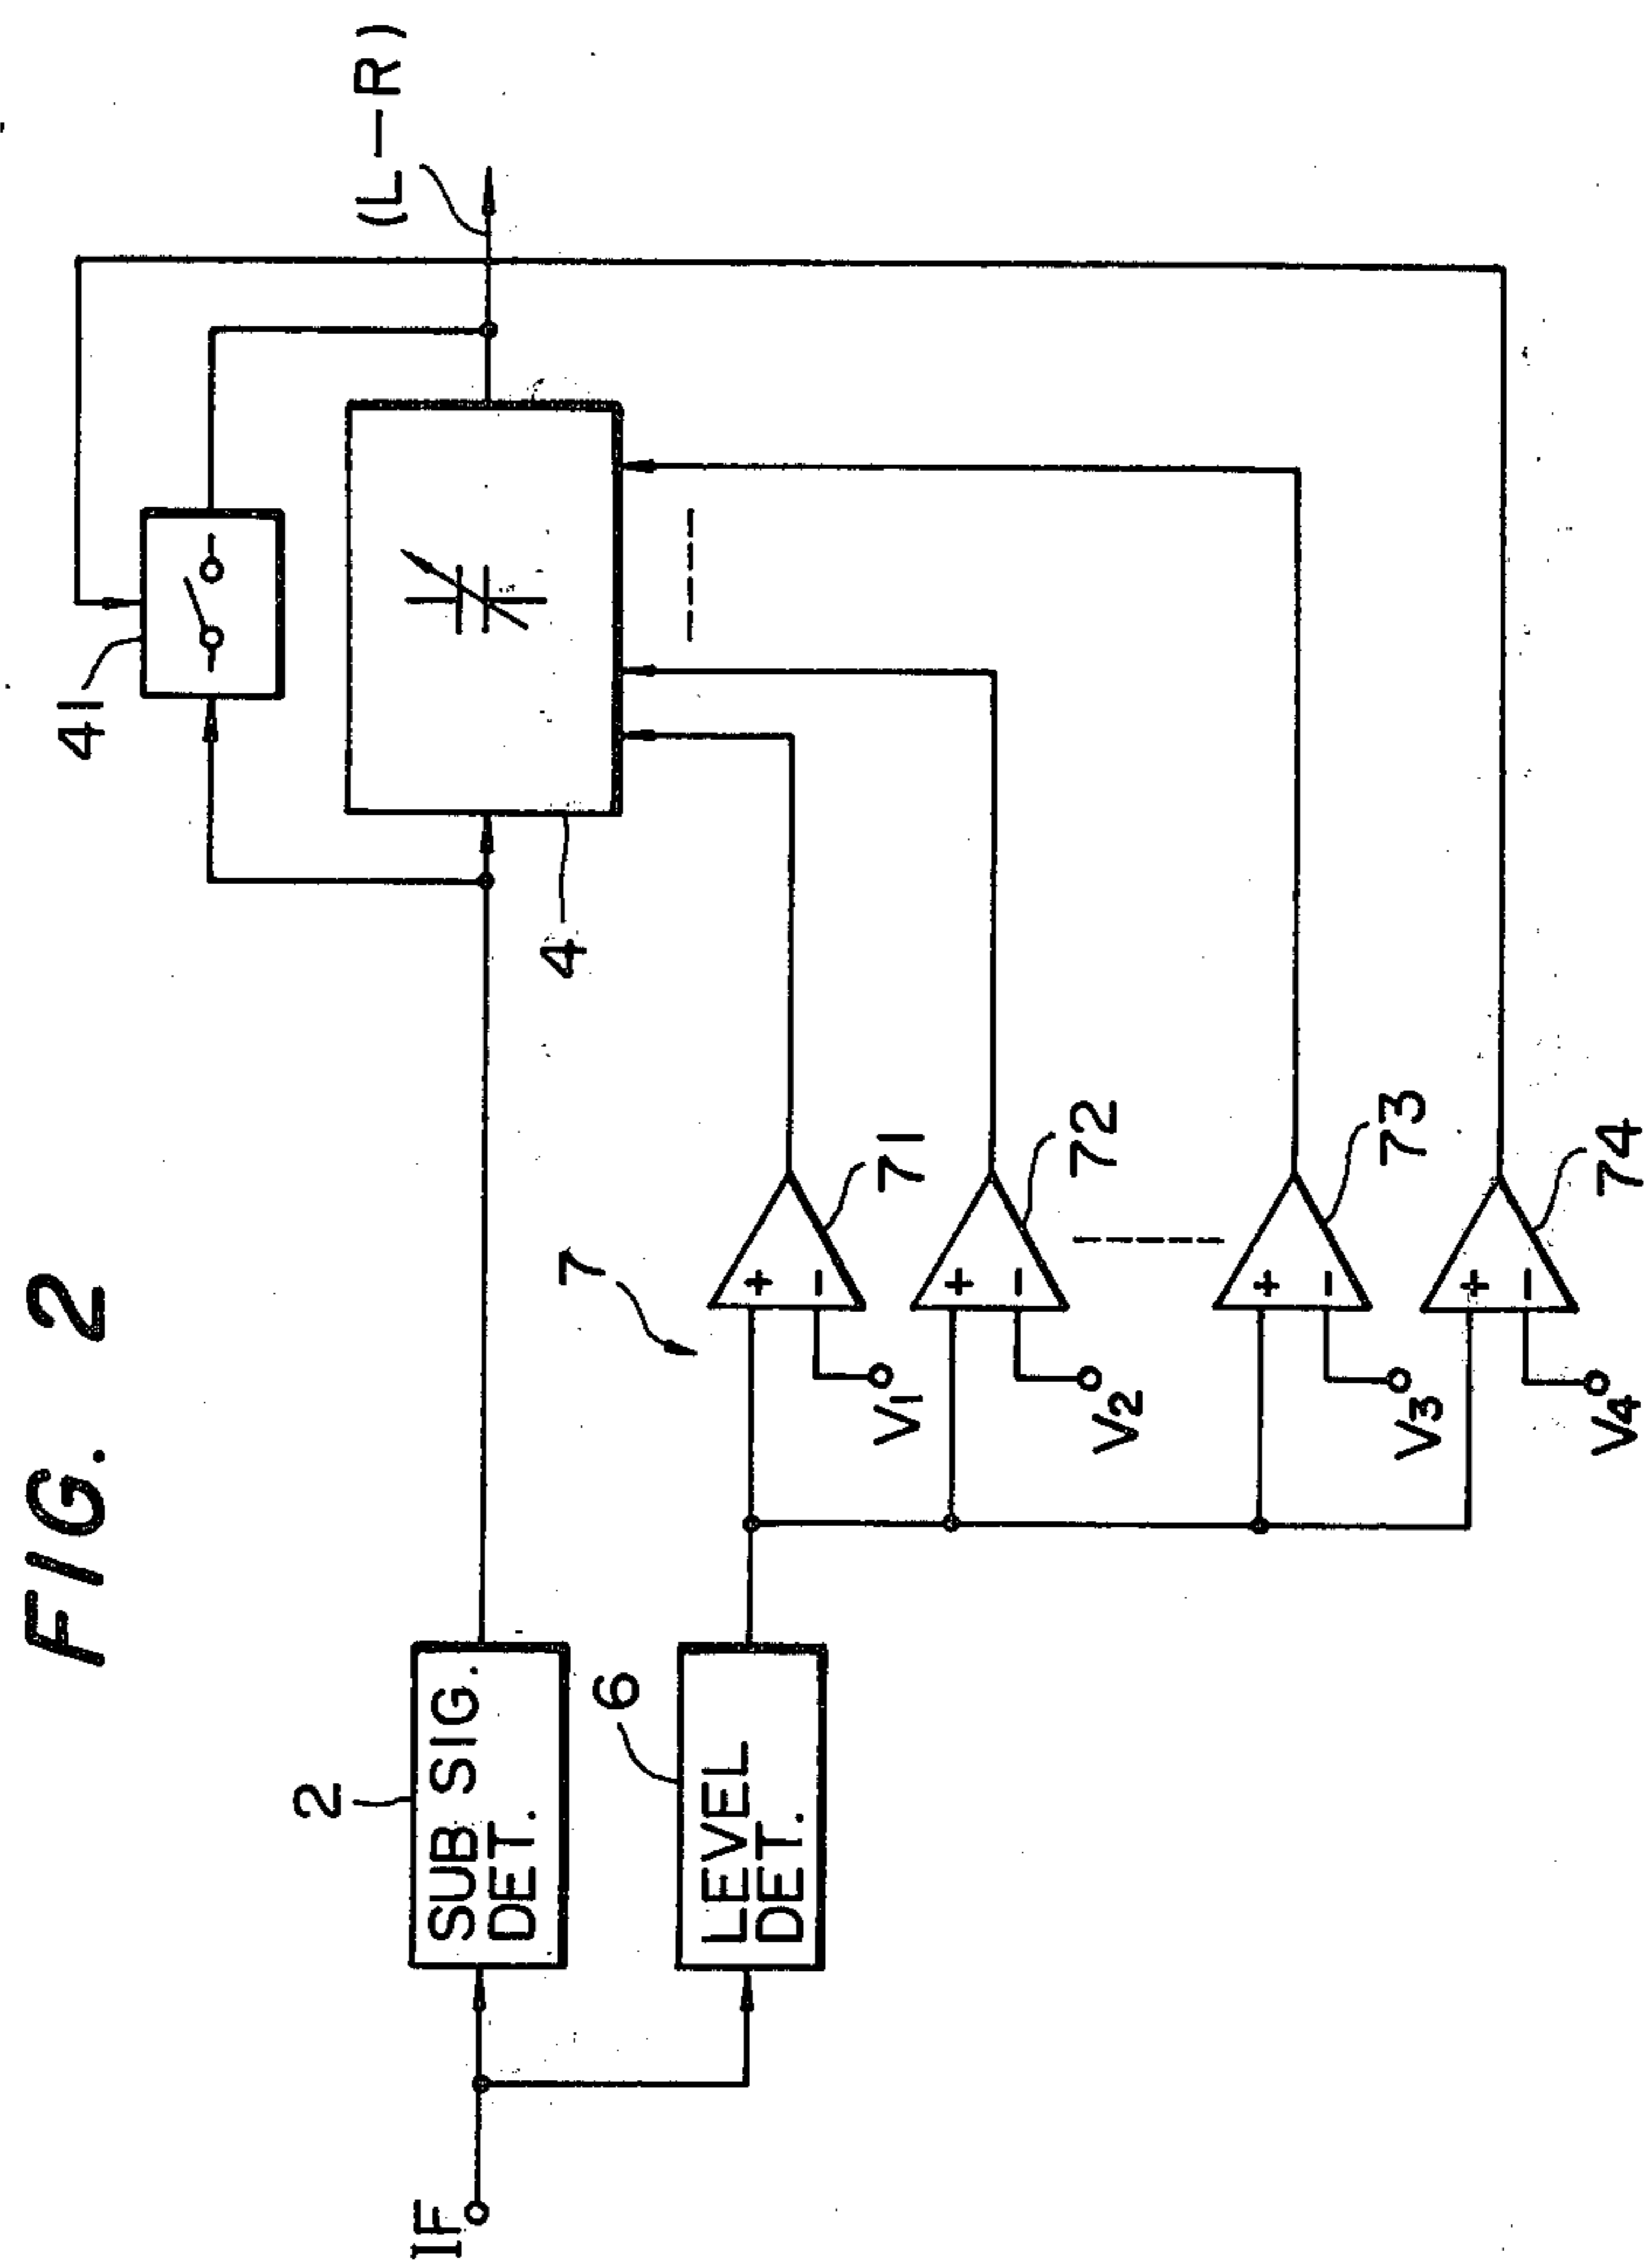 FIG. 2
41
(L-R)
4
2
SUB SIG.
DET.
IF
6
LEVEL
DET.
7
+
-
71
V1
+
-
72
V2
+
-
73
V3
+
-
74
V4